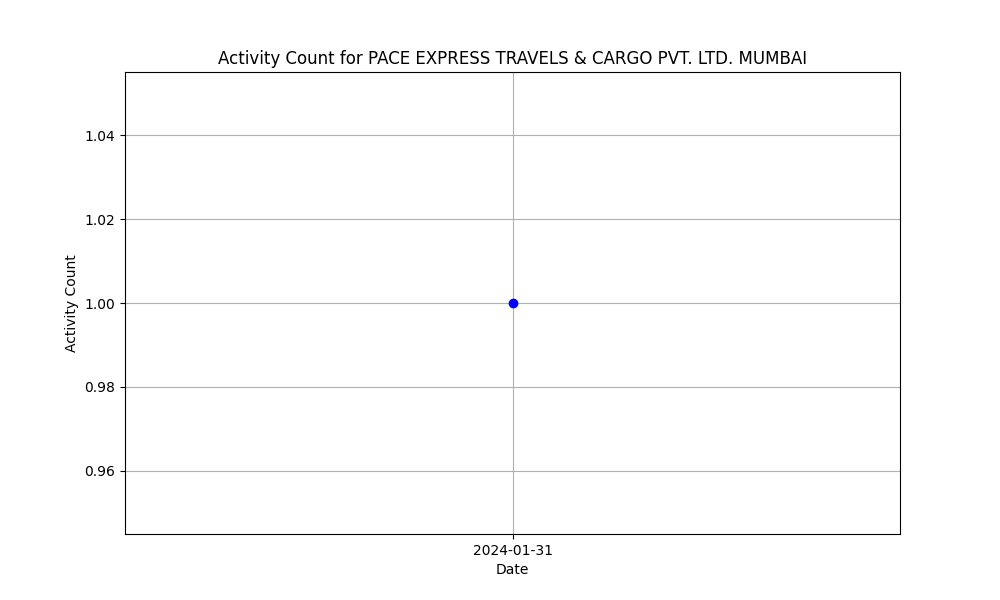 Activity Count for PACE EXPRESS TRAVELS & CARGO PVT. LTD. MUMBAI
1.04
1.02
1.00
0.98
0.96
Activity Count
2024-01-31
Date